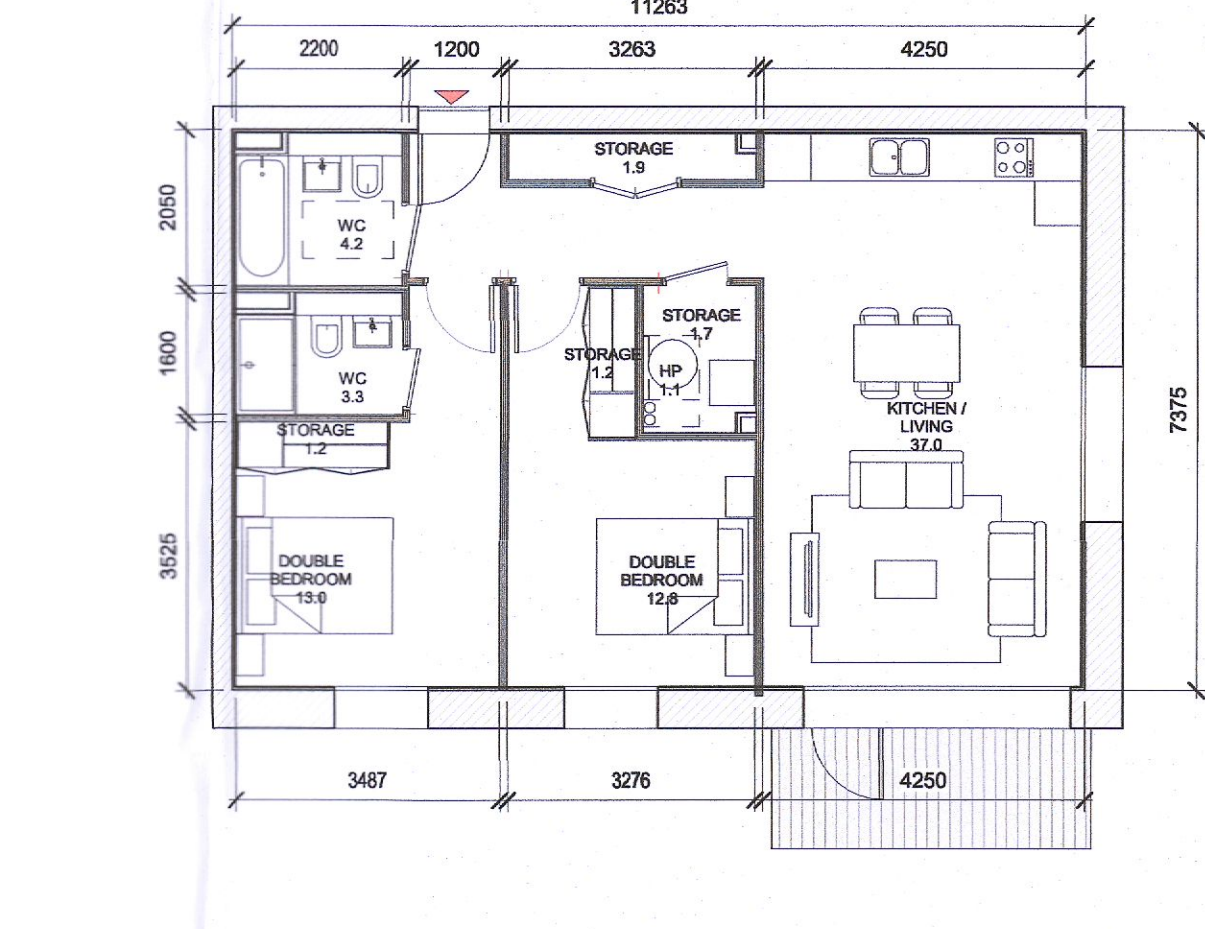 11263
2200
1200
3263
4250
STORAGE
1.9
2050
WC
4.2
STORAGE
1.7
1600
STORAGE
1.2
HP
1.1
WC
3.3
7375
KITCHEN /
LIVING
37.0
STORAGE
1.2
3525
DOUBLE
BEDROOM
13.0
DOUBLE
BEDROOM
12.8
3487
3276
4250